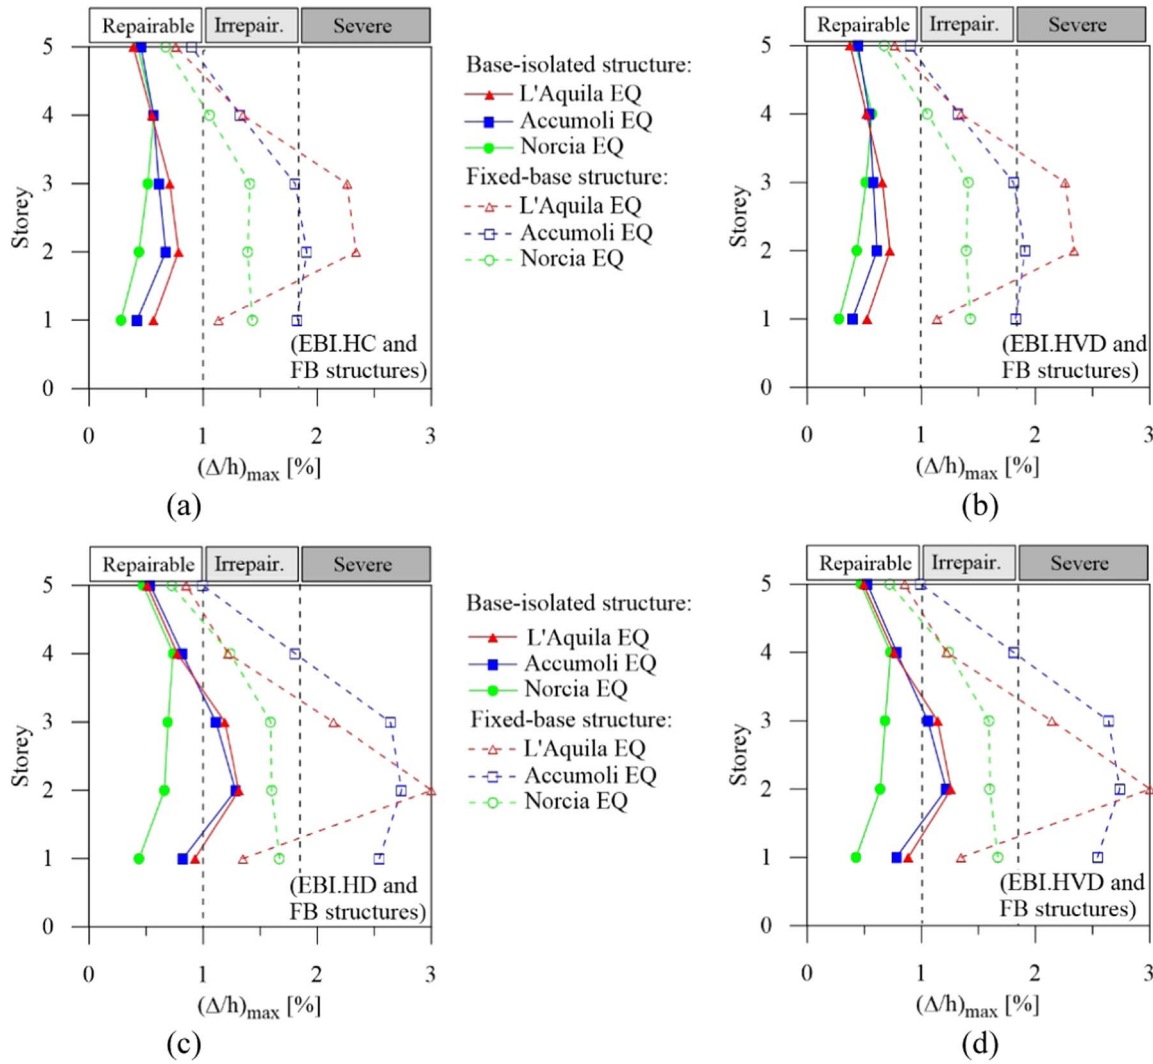 Repairable Irrepair. Severe
5
4
3
2
1
0
Storey
0 1 2 3
(Δ/h)max [%]
(EBI.HC and
FB structures)
(a)
Base-isolated structure:
L'Aquila EQ
Accumoli EQ
Norcia EQ
Fixed-base structure:
L'Aquila EQ
Accumoli EQ
Norcia EQ
Repairable Irrepair. Severe
5
4
3
2
1
0
Storey
0 1 2 3
(Δ/h)max [%]
(EBI.HVD and
FB structures)
(b)
Repairable Irrepair. Severe
5
4
3
2
1
0
Storey
0 1 2 3
(Δ/h)max [%]
(EBI.HD and
FB structures)
(c)
Base-isolated structure:
L'Aquila EQ
Accumoli EQ
Norcia EQ
Fixed-base structure:
L'Aquila EQ
Accumoli EQ
Norcia EQ
Repairable Irrepair. Severe
5
4
3
2
1
0
Storey
0 1 2 3
(Δ/h)max [%]
(EBI.HVD and
FB structures)
(d)